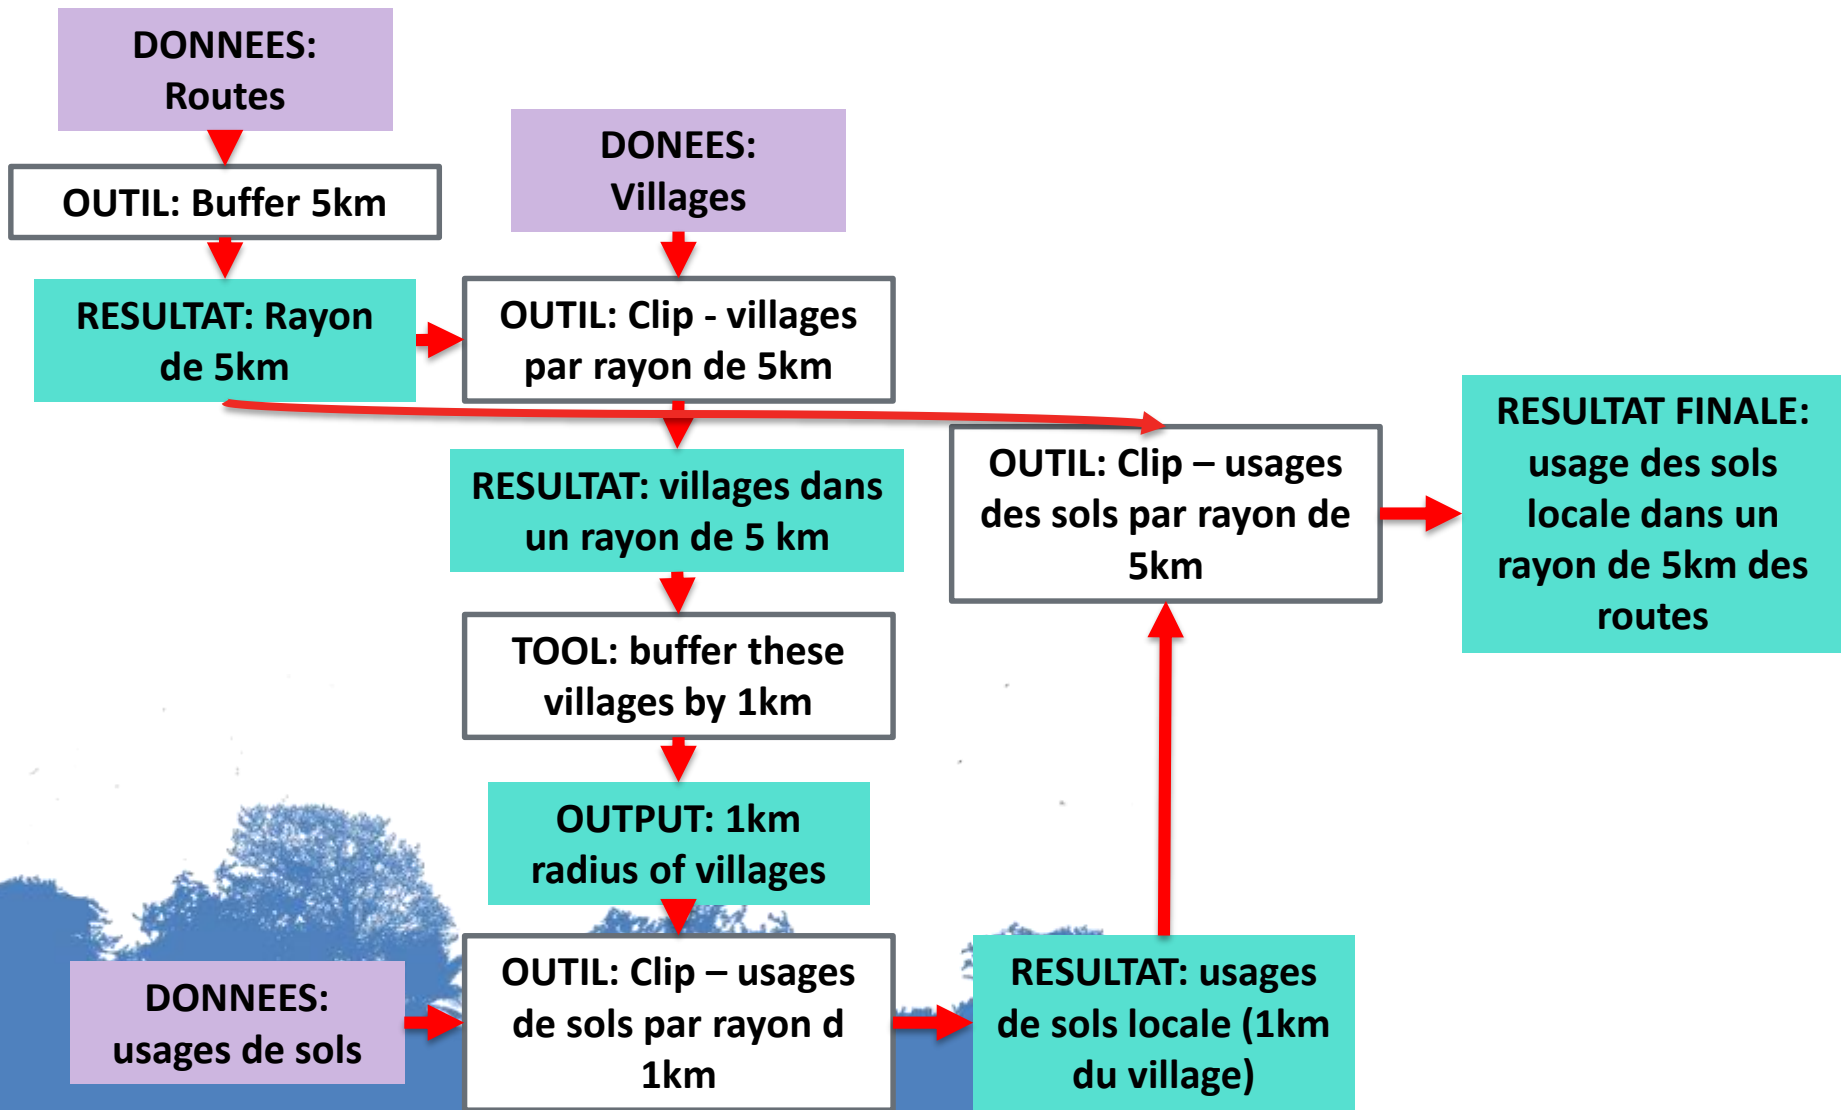 DONNEES:
Routes
OUTIL: Buffer 5km
RESULTAT: Rayon
de 5km
DONEES:
Villages
OUTIL: Clip - villages
par rayon de 5km
RESULTAT: villages dans
un rayon de 5 km
TOOL: buffer these
villages by 1km
OUTPUT: 1km
radius of villages
DONNEES:
usages de sols
OUTIL: Clip – usages
de sols par rayon d
1km
RESULTAT: usages
de sols locale (1km
du village)
OUTIL: Clip – usages
des sols par rayon de
5km
RESULTAT FINALE:
usage des sols
locale dans un
rayon de 5km des
routes